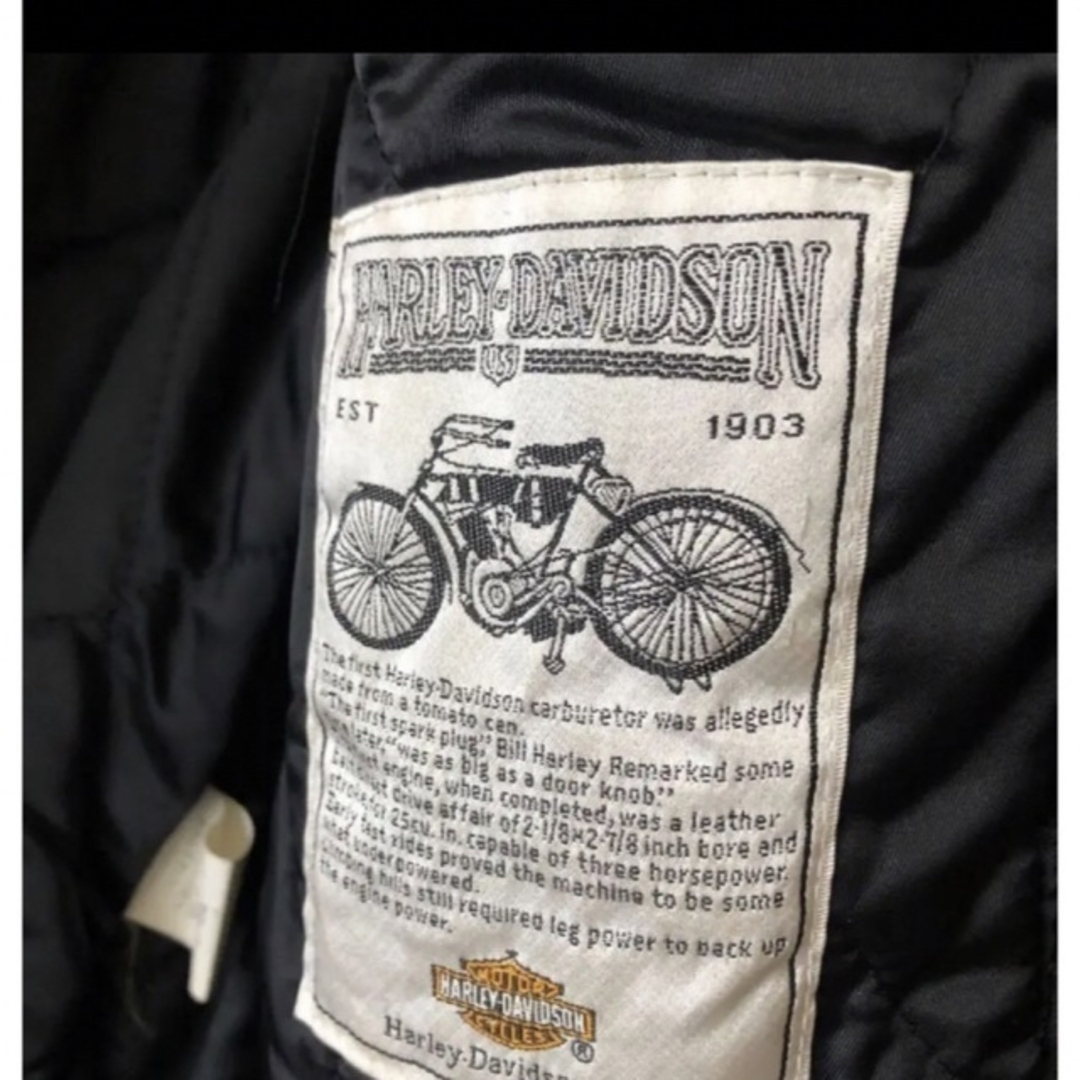 HARLEY-DAVIDSON
US
EST 1903
The first Harley-Davidson carburetor was allegedly
made from a tomato can.
"The first spark plug," Bill Harley Remarked some
later "was as big as a door knob."
engine, when completed, was a leather
drive affair of 2-1/8×2-7/8 inch bore and
stroke, for 25cu. in. capable of three horsepower.
Early test rides proved the machine to be some
what underpowered.
Climbing hills still required leg power to back up
the engine power.
MOTOR
HARLEY-DAVIDSON
CYCLES
®
Harley-Davids